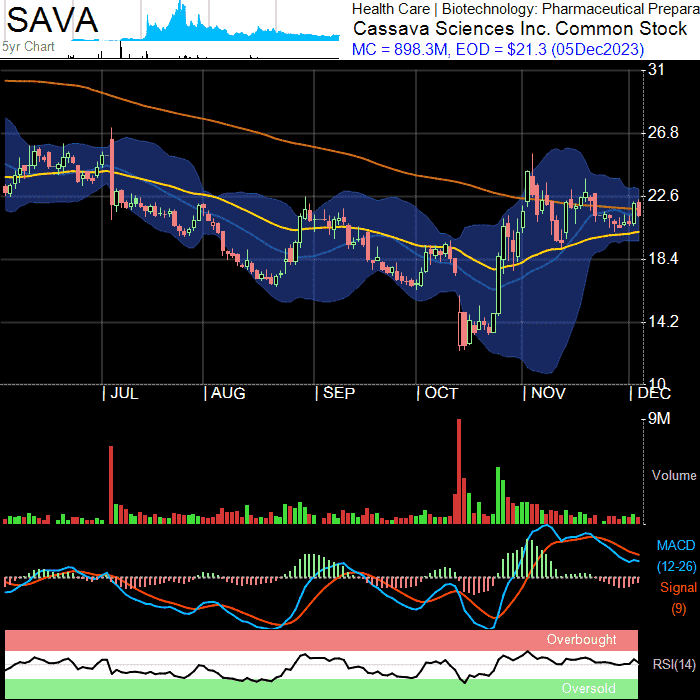 SAVA
5yr Chart
Health Care | Biotechnology: Pharmaceutical Prepara
Cassava Sciences Inc. Common Stock
MC = 898.3M, EOD = $21.3 (05Dec2023)
31
26.8
22.6
18.4
14.2
10
| JUL | AUG | SEP | OCT | NOV | DEC
9M
Volume
MACD
(12-26)
Signal
(9)
Overbought
RSI(14)
Oversold